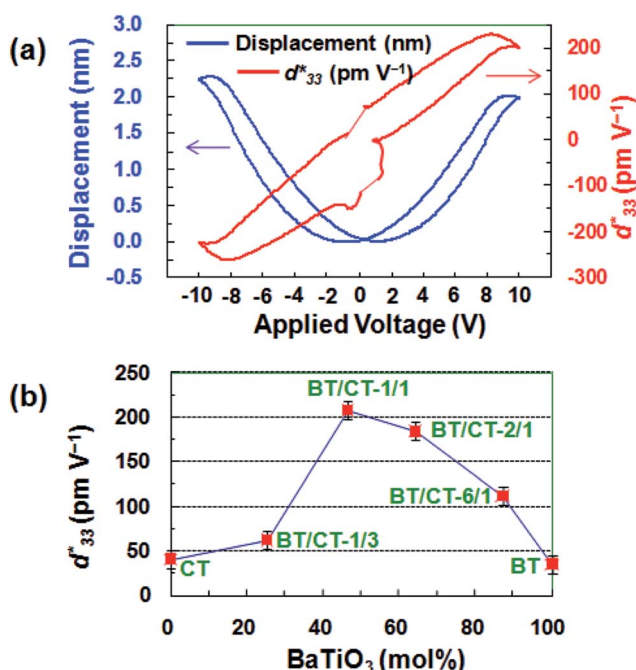 (a)
Displacement (nm)
3.0
2.5
2.0
1.5
1.0
0.5
0.0
-0.5
Displacement (nm)
d*33 (pm V−1)
200
100
0
-100
-200
-300
d*33 (pm V−1)
-10 -8 -6 -4 -2 0 2 4 6 8 10
Applied Voltage (V)
(b)
d*33 (pm V−1)
250
200
150
100
50
0
BT/CT-1/1
BT/CT-2/1
BT/CT-6/1
BT/CT-1/3
CT
BT
0 20 40 60 80 100
BaTiO3 (mol%)